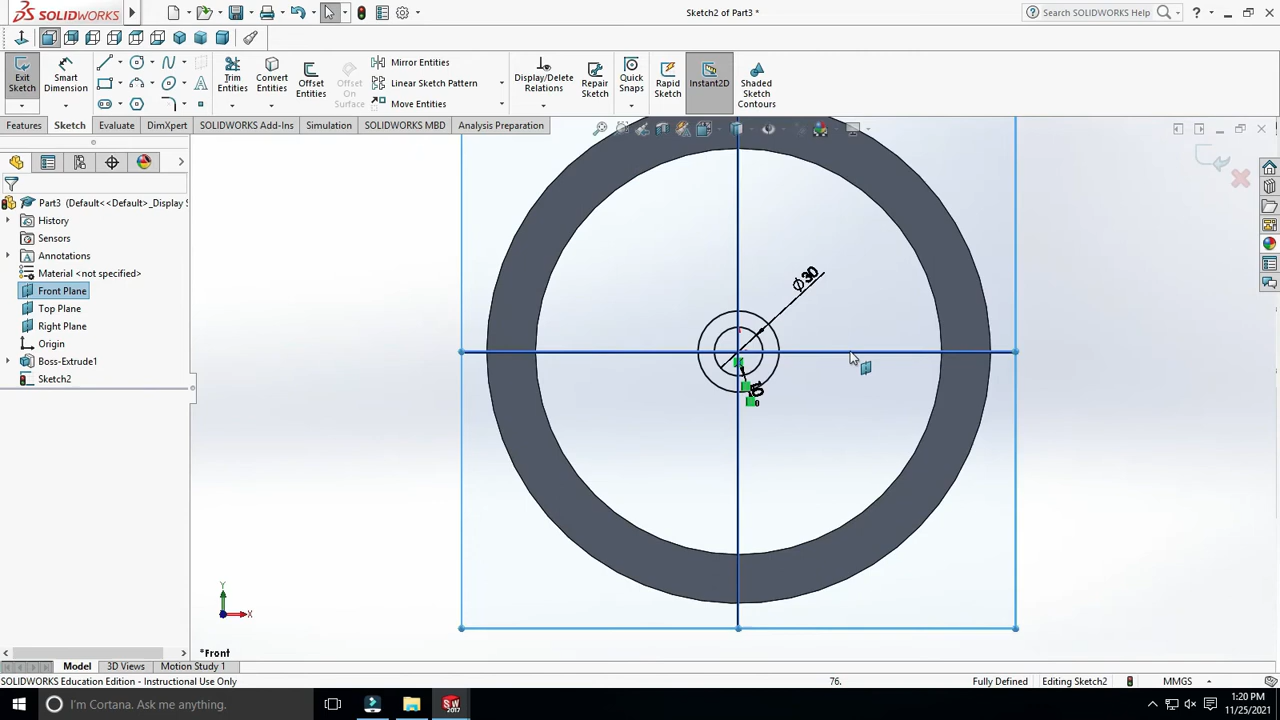 SOLIDWORKS
Sketch2 of Part3 *
Search SOLIDWORKS Help
Exit Sketch
Smart Dimension
Trim Entities
Convert Entities
Offset Entities
Offset On Surface
Mirror Entities
Linear Sketch Pattern
Move Entities
Display/Delete Relations
Repair Sketch
Quick Snaps
Rapid Sketch
Instant2D
Shaded Sketch Contours
Features
Sketch
Evaluate
DimXpert
SOLIDWORKS Add-Ins
Simulation
SOLIDWORKS MBD
Analysis Preparation
Part3 (Default<<Default>_Display S
History
Sensors
Annotations
Material <not specified>
Front Plane
Top Plane
Right Plane
Origin
Boss-Extrude1
Sketch2
Ø30
Y
X
*Front
Model
3D Views
Motion Study 1
SOLIDWORKS Education Edition - Instructional Use Only
76.
Fully Defined
Editing Sketch2
MMGS
I'm Cortana. Ask me anything.
1:20 PM
11/25/2021